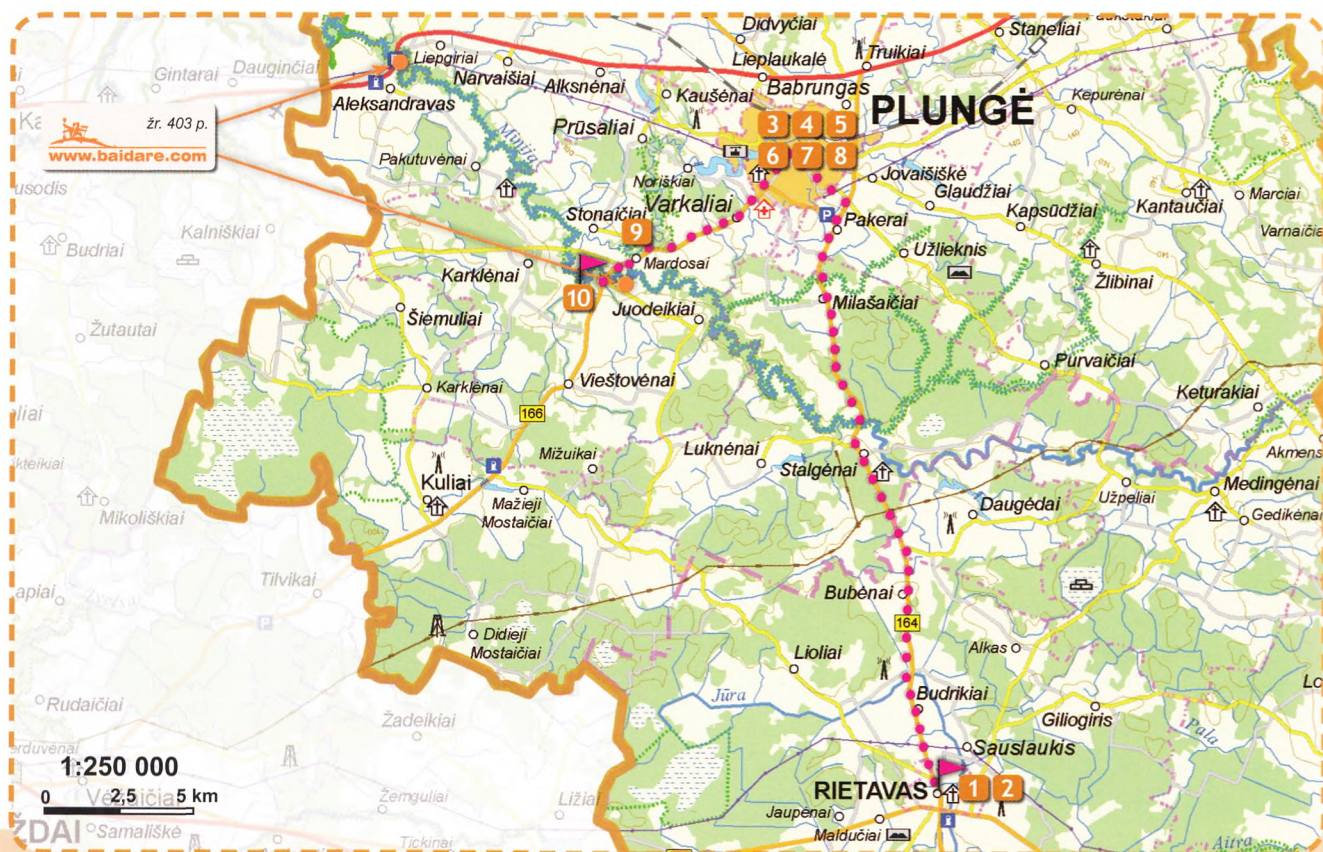 Didvyčiai
Staneliai
Liepgiriai
Truikiai
Gintarai
Dauginčiai
Narvaišiai
Lieplaukalė
Alksnėnai
Babrungas
Aleksandravas
Kaušėnai
PLUNGĖ
Kepurėnai
žr. 403 p.
www.baidare.com
Minija
Prūsaliai
3 4 5
6 7 8
Pakutuvėnai
Noriškiai
Jovaišiškė
Glaudžiai
Kantaučiai
Marciai
Varkaliai
Stonaičiai
Pakerai
Kapsūdžiai
Kalniškiai
Budriai
9
Mardosai
Užlieknis
Žlibinai
Karklėnai
10
Juodeikiai
Milašaičiai
Šiemuliai
Žutautai
Purvaičiai
Karklėnai
Vieštovėnai
Keturakiai
166
Luknėnai
Stalgėnai
Mižuikai
Kuliai
Mažieji
Mostaičiai
Daugėdai
Užpeliai
Medingėnai
Gedikėnai
Mikoliškiai
Tilvikai
Bubėnai
164
Didieji
Mostaičiai
Lioliai
Alkas
Jūra
Budrikiai
Giliogiris
Pala
Rudaičiai
Žadeikiai
Sauslaukis
1:250 000
0 2,5 5 km
RIETAVAS
1 2
Žemguliai
Ližiai
Jaupėnai
Maldučiai
Samališkė
Tickinai
Aitra